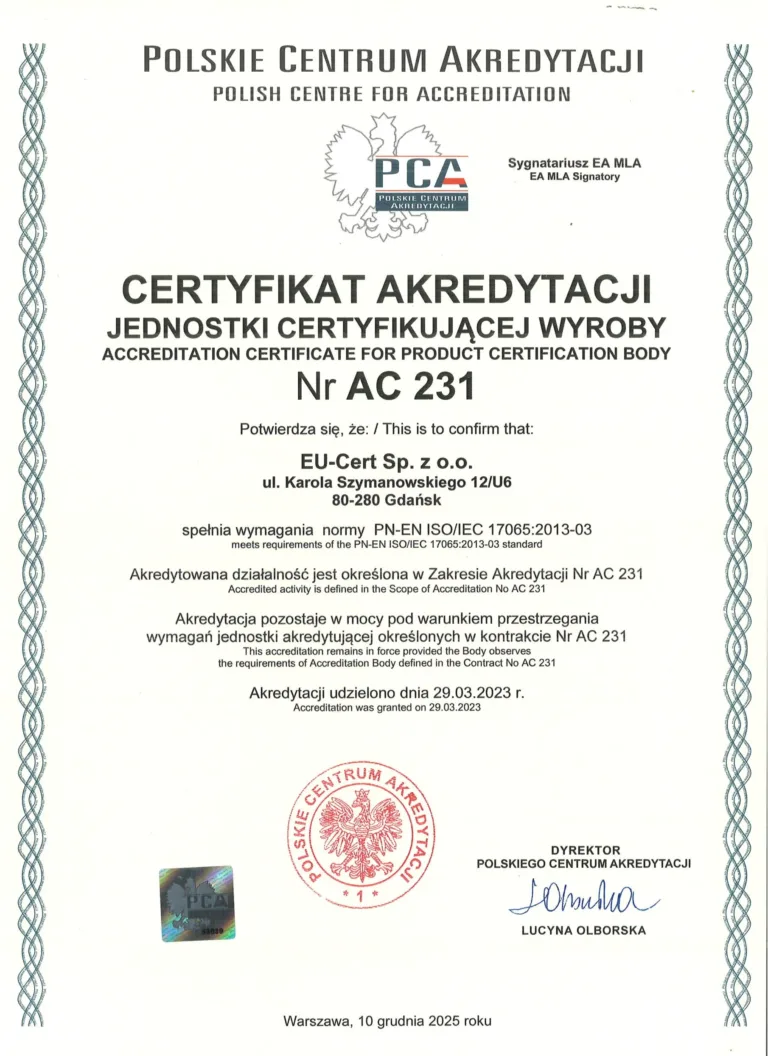 POLSKIE CENTRUM AKREDYTACJI
POLISH CENTRE FOR ACCREDITATION
PCA
POLSKIE CENTRUM
AKREDYTACJI
Sygnatariusz EA MLA
EA MLA Signatory
CERTYFIKAT AKREDYTACJI
JEDNOSTKI CERTYFIKUJĄCEJ WYROBY
ACCREDITATION CERTIFICATE FOR PRODUCT CERTIFICATION BODY
Nr AC 231
Potwierdza się, że: / This is to confirm that:
EU-Cert Sp. z o.o.
ul. Karola Szymanowskiego 12/U6
80-280 Gdańsk
spełnia wymagania normy PN-EN ISO/IEC 17065:2013-03
meets requirements of the PN-EN ISO/IEC 17065:2013-03 standard
Akredytowana działalność jest określona w Zakresie Akredytacji Nr AC 231
Accredited activity is defined in the Scope of Accreditation No AC 231
Akredytacja pozostaje w mocy pod warunkiem przestrzegania
wymagań jednostki akredytującej określonych w kontrakcie Nr AC 231
This accreditation remains in force provided the Body observes
the requirements of Accreditation Body defined in the Contract No AC 231
Akredytacji udzielono dnia 29.03.2023 r.
Accreditation was granted on 29.03.2023
POLSKIE CENTRUM AKREDYTACJI
* 1 *
PCA
DYREKTOR
POLSKIEGO CENTRUM AKREDYTACJI
LUCYNA OLBORSKA
Warszawa, 10 grudnia 2025 roku